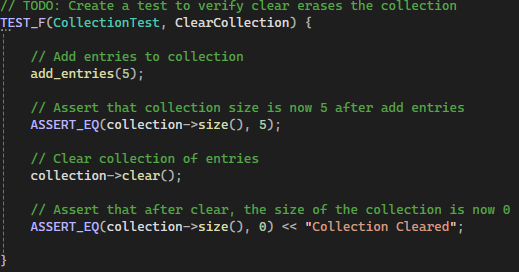 // TODO: Create a test to verify clear erases the collection
TEST_F(CollectionTest, ClearCollection) {
// Add entries to collection
add_entries(5);
// Assert that collection size is now 5 after add entries
ASSERT_EQ(collection->size(), 5);
// Clear collection of entries
collection->clear();
// Assert that after clear, the size of the collection is now 0
ASSERT_EQ(collection->size(), 0) << "Collection Cleared";
}